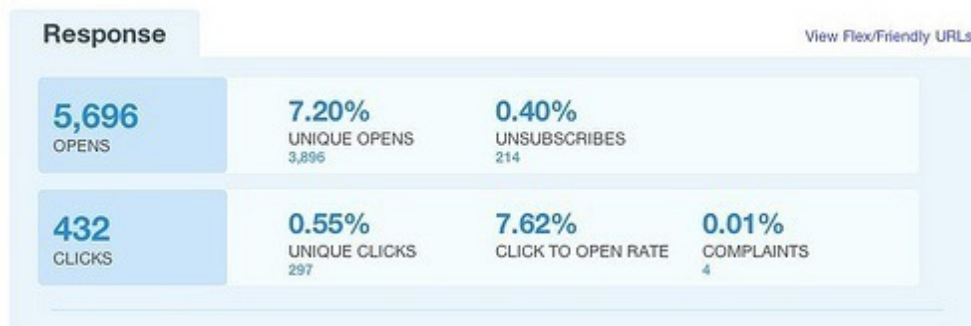 Response
View Flex/Friendly URLs
5,696
OPENS
7.20%
UNIQUE OPENS
3,896
0.40%
UNSUBSCRIBES
214
432
CLICKS
0.55%
UNIQUE CLICKS
297
7.62%
CLICK TO OPEN RATE
0.01%
COMPLAINTS
4